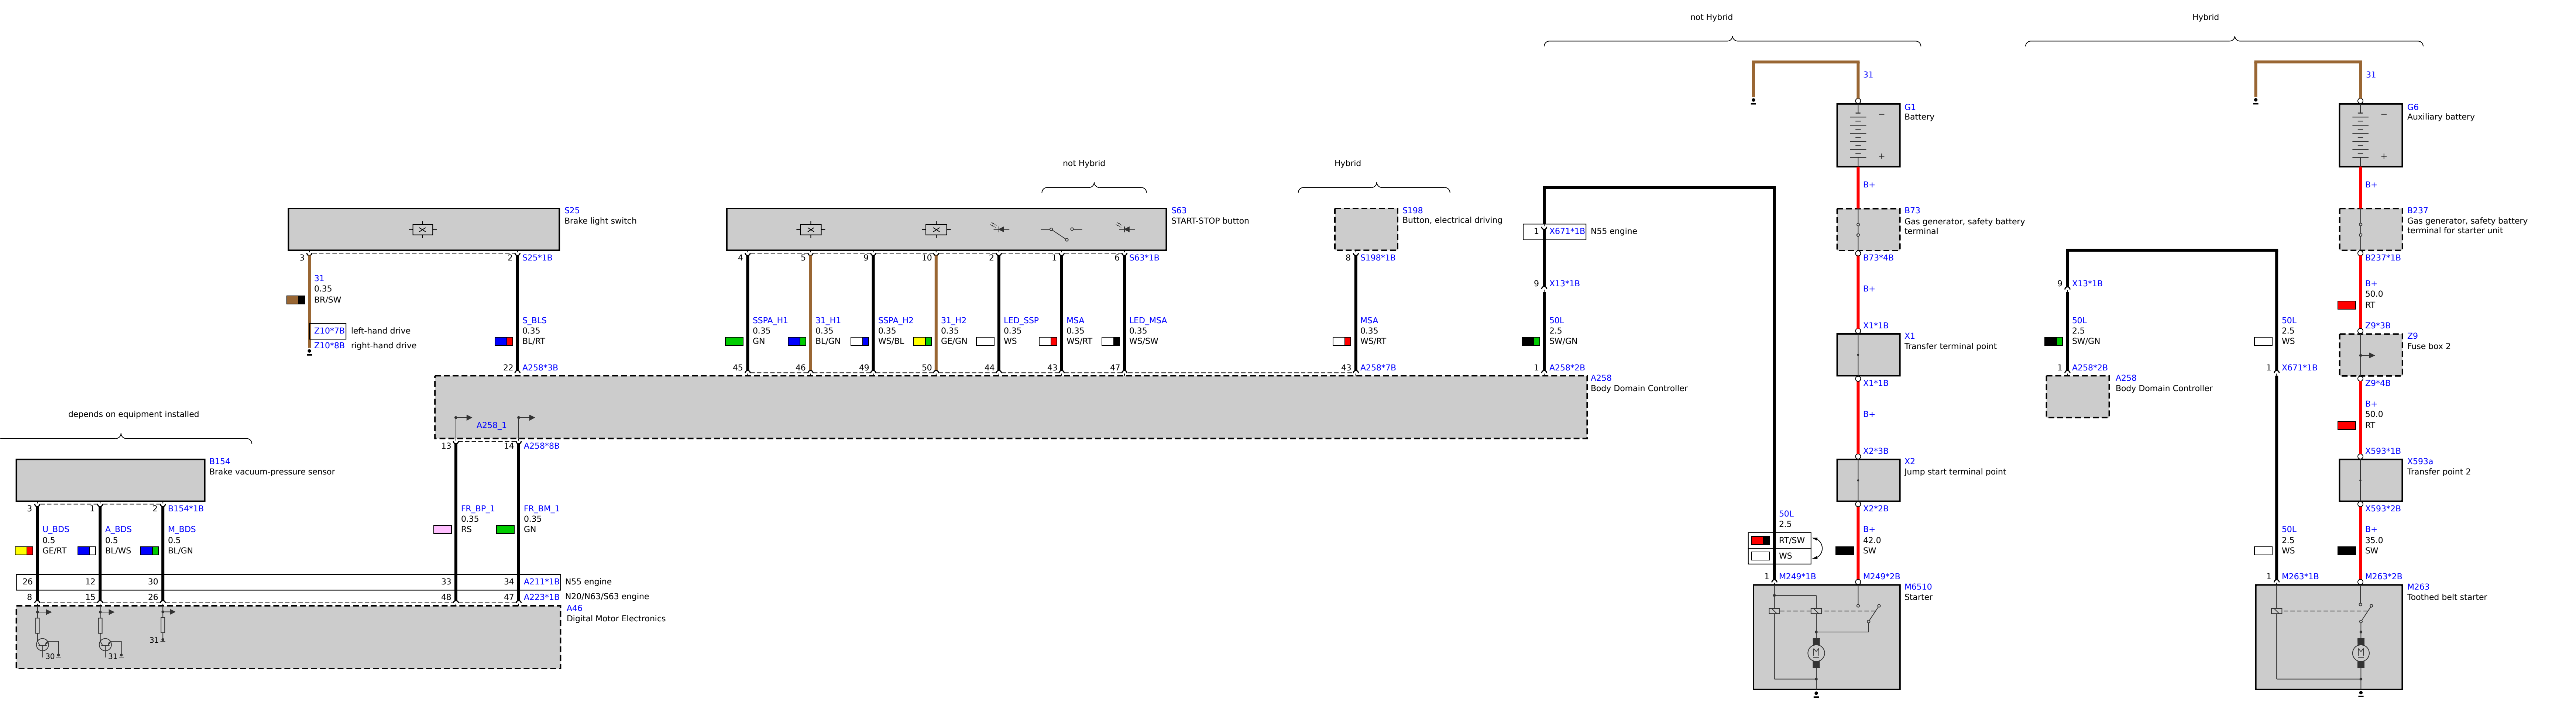 not Hybrid
Hybrid
31
31
G1
Battery
G6
Auxiliary battery
−
+
−
+
B+
B+
not Hybrid
Hybrid
S25
Brake light switch
S63
START-STOP button
S198
Button, electrical driving
B73
Gas generator, safety battery
terminal
B237
Gas generator, safety battery
terminal for starter unit
1 X671*1B N55 engine
3
2 S25*1B
4
5
9
10
2
1
6 S63*1B
8 S198*1B
B73*4B
B237*1B
31
0.35
BR/SW
9 X13*1B
B+
9 X13*1B
B+
50.0
RT
Z10*7B left-hand drive
Z10*8B right-hand drive
S_BLS
0.35
BL/RT
SSPA_H1
0.35
GN
31_H1
0.35
BL/GN
SSPA_H2
0.35
WS/BL
31_H2
0.35
GE/GN
LED_SSP
0.35
WS
MSA
0.35
WS/RT
LED_MSA
0.35
WS/SW
MSA
0.35
WS/RT
50L
2.5
SW/GN
X1*1B
X1
Transfer terminal point
50L
2.5
SW/GN
50L
2.5
WS
Z9*3B
Z9
Fuse box 2
22 A258*3B
45
46
49
50
44
43
47
43 A258*7B
1 A258*2B
A258
Body Domain Controller
X1*1B
1 A258*2B
A258
Body Domain Controller
1 X671*1B
Z9*4B
B+
B+
50.0
RT
depends on equipment installed
A258_1
13
14 A258*8B
X2*3B
X593*1B
B154
Brake vacuum-pressure sensor
X2
Jump start terminal point
X593a
Transfer point 2
3
1
2 B154*1B
X2*2B
X593*2B
U_BDS
0.5
GE/RT
A_BDS
0.5
BL/WS
M_BDS
0.5
BL/GN
FR_BP_1
0.35
RS
FR_BM_1
0.35
GN
50L
2.5
RT/SW
WS
B+
42.0
SW
50L
2.5
WS
B+
35.0
SW
26 12 30 33 34 A211*1B N55 engine
8 15 26 48 47 A223*1B N20/N63/S63 engine
1 M249*1B
M249*2B
1 M263*1B
M263*2B
A46
Digital Motor Electronics
30
31
31
M6510
Starter
M
M263
Toothed belt starter
M